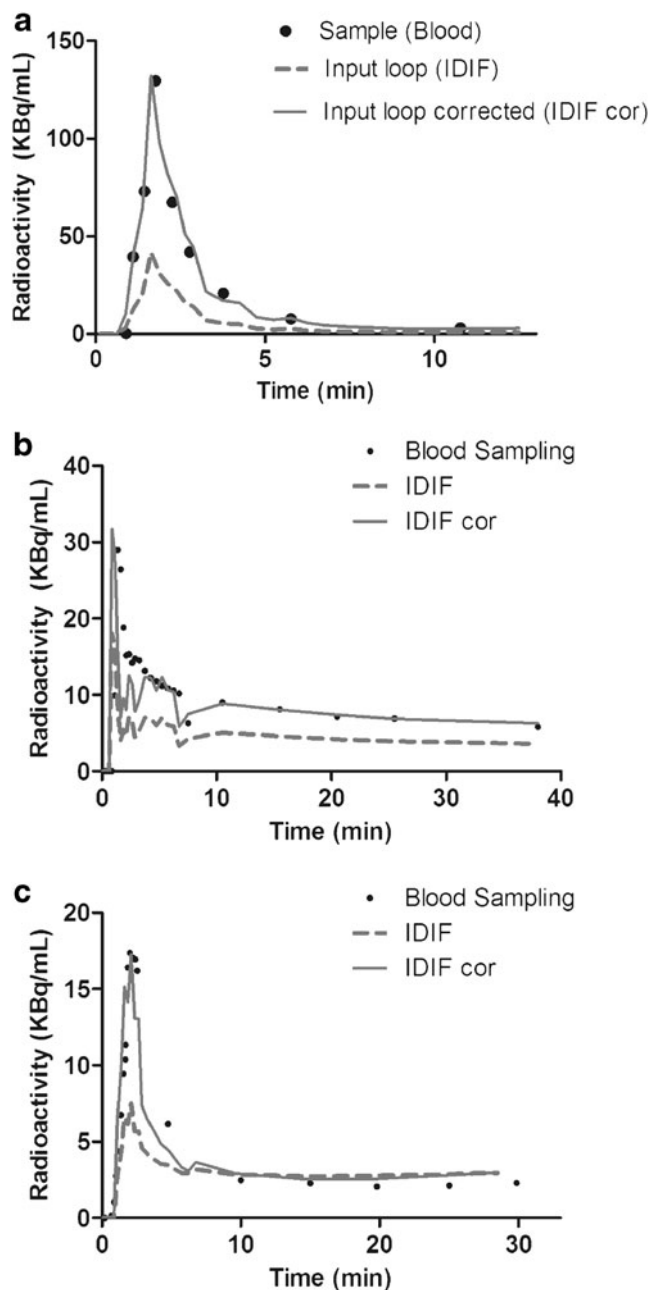 a
Sample (Blood)
Input loop (IDIF)
Input loop corrected (IDIF cor)
Radioactivity (KBq/mL)
150
100
50
0
0 5 10
Time (min)
b
Blood Sampling
IDIF
IDIF cor
Radioactivity (KBq/mL)
40
30
20
10
0
0 10 20 30 40
Time (min)
c
Blood Sampling
IDIF
IDIF cor
Radioactivity (KBq/mL)
20
15
10
5
0
0 10 20 30
Time (min)